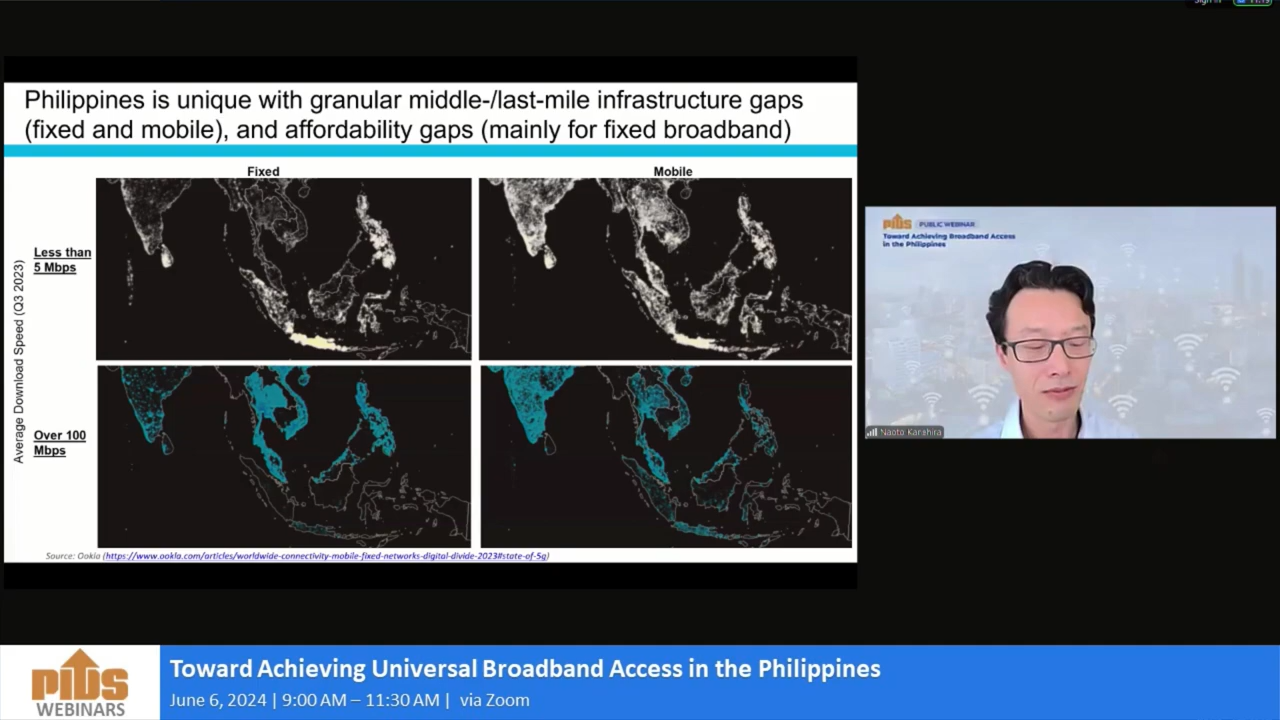 Philippines is unique with granular middle-/last-mile infrastructure gaps
(fixed and mobile), and affordability gaps (mainly for fixed broadband)
Fixed
Mobile
Average Download Speed (Q3 2023)
Less than
5 Mbps
Over 100
Mbps
Source: Ookla (https://www.ookla.com/articles/worldwide-connectivity-mobile-fixed-networks-digital-divide-2023#state-of-5g)
PIDS PUBLIC WEBINAR
Toward Achieving Broadband Access
in the Philippines
Naoto Kanehira
PIDS
WEBINARS
Toward Achieving Universal Broadband Access in the Philippines
June 6, 2024 | 9:00 AM – 11:30 AM | via Zoom